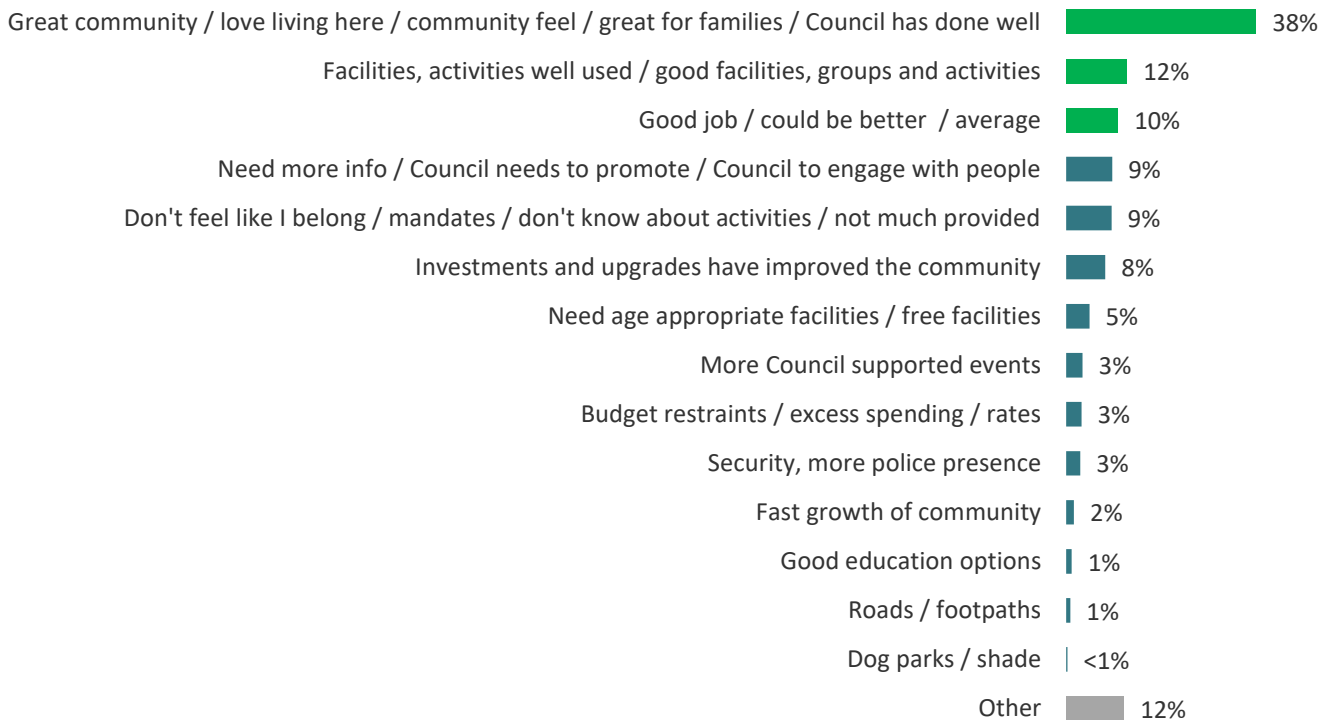 Great community / love living here / community feel / great for families / Council has done well 38%
Facilities, activities well used / good facilities, groups and activities 12%
Good job / could be better  / average 10%
Need more info / Council needs to promote / Council to engage with people 9%
Don't feel like I belong / mandates / don't know about activities / not much provided 9%
Investments and upgrades have improved the community 8%
Need age appropriate facilities / free facilities 5%
More Council supported events 3%
Budget restraints / excess spending / rates 3%
Security, more police presence 3%
Fast growth of community 2%
Good education options 1%
Roads / footpaths 1%
Dog parks / shade <1%
Other 12%